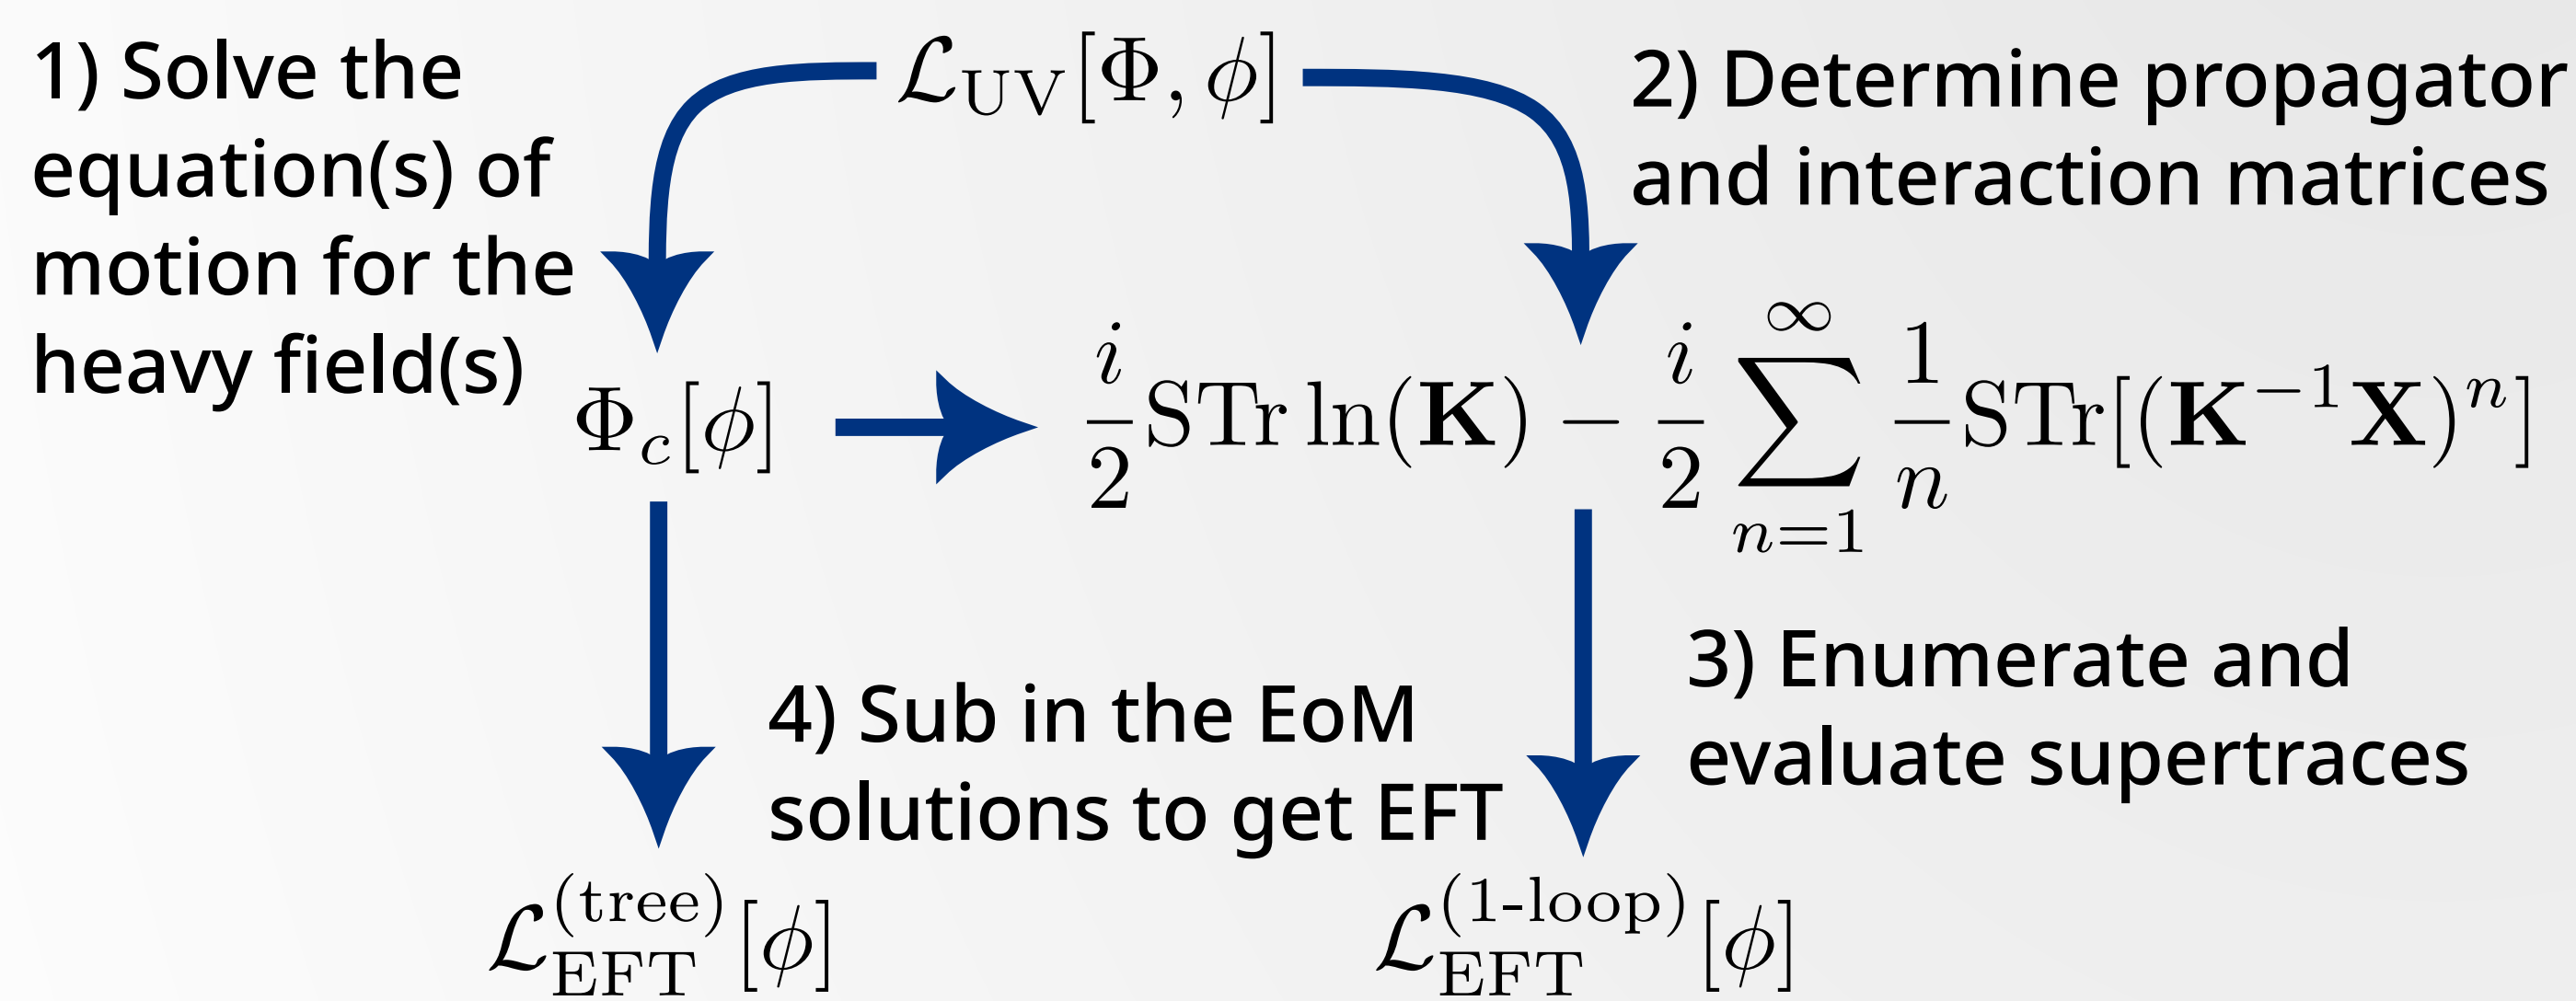 1) Solve the
equation(s) of
motion for the
heavy field(s)
ℒ_UV[Φ, ϕ]
2) Determine propagator
and interaction matrices
Φ_c[ϕ]
i/2 STr ln(𝐊) − i/2 ∑_{n=1}^{∞} 1/n STr[(𝐊^{−1}𝐗)^n]
3) Enumerate and
evaluate supertraces
4) Sub in the EoM
solutions to get EFT
ℒ_EFT^(tree)[ϕ]
ℒ_EFT^(1-loop)[ϕ]